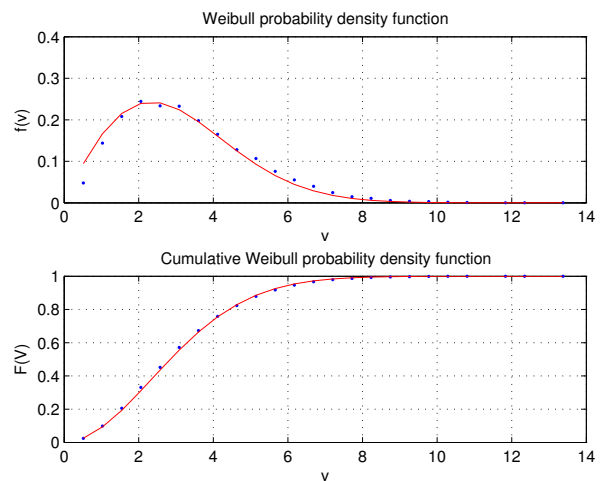 Weibull probability density function
0.4
0.3
0.2
0.1
0
f(v)
0 2 4 6 8 10 12 14
v
Cumulative Weibull probability density function
1
0.8
0.6
0.4
0.2
0
F(V)
0 2 4 6 8 10 12 14
v